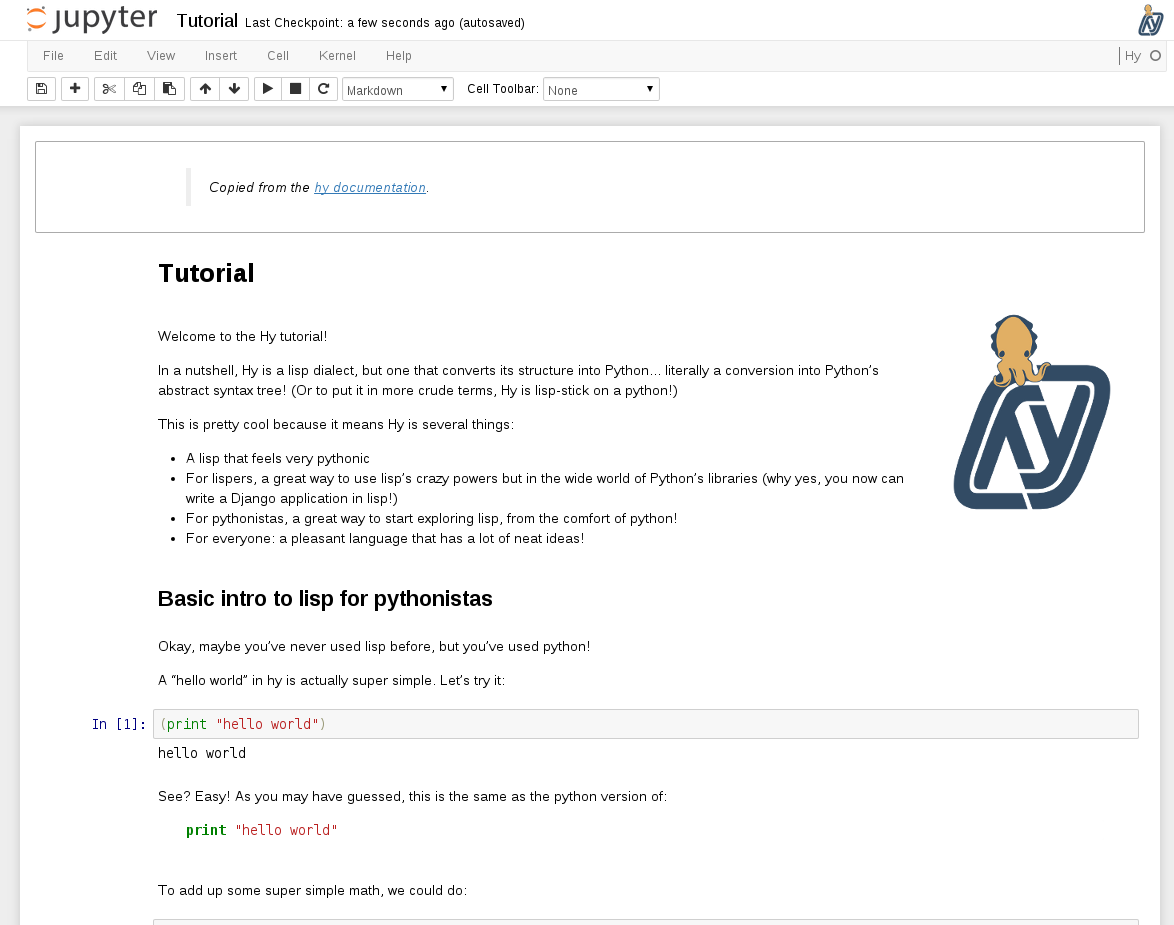 jupyter Tutorial Last Checkpoint: a few seconds ago (autosaved)
File Edit View Insert Cell Kernel Help Hy
Markdown Cell Toolbar: None
Copied from the hy documentation.
Tutorial
Welcome to the Hy tutorial!
In a nutshell, Hy is a lisp dialect, but one that converts its structure into Python... literally a conversion into Python’s
abstract syntax tree! (Or to put it in more crude terms, Hy is lisp-stick on a python!)
This is pretty cool because it means Hy is several things:
• A lisp that feels very pythonic
• For lispers, a great way to use lisp’s crazy powers but in the wide world of Python’s libraries (why yes, you now can
write a Django application in lisp!)
• For pythonistas, a great way to start exploring lisp, from the comfort of python!
• For everyone: a pleasant language that has a lot of neat ideas!
hy
Basic intro to lisp for pythonistas
Okay, maybe you’ve never used lisp before, but you’ve used python!
A “hello world” in hy is actually super simple. Let’s try it:
In [1]: (print "hello world")
hello world
See? Easy! As you may have guessed, this is the same as the python version of:
print "hello world"
To add up some super simple math, we could do: